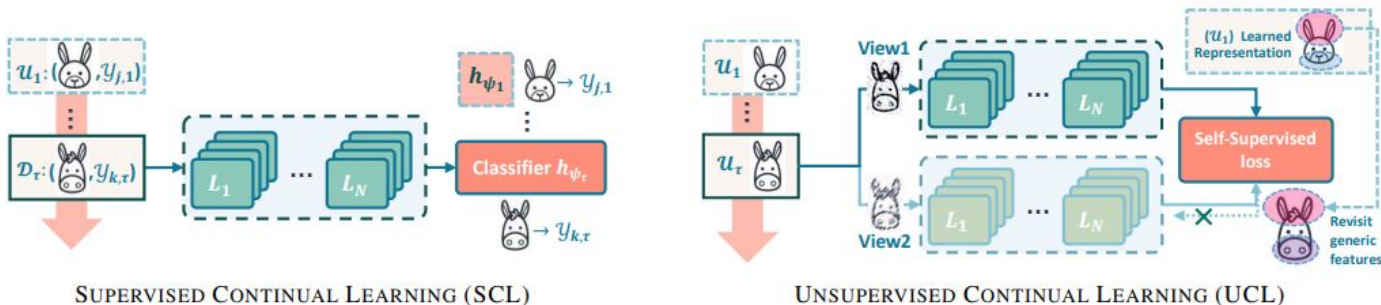 𝒰₁:( ,𝒴ⱼ,₁)
⋮
𝒟τ:( ,𝒴ₖ,τ)
L₁ ... L_N
h_ψ₁
→ 𝒴ⱼ,₁
⋮
Classifier h_ψτ
→ 𝒴ₖ,τ
SUPERVISED CONTINUAL LEARNING (SCL)
𝒰₁
⋮
𝒰τ
View1
L₁ ... L_N
View2
L₁ ... L_N
(𝒰₁) Learned
Representation
Self-Supervised
loss
Revisit
generic
features
UNSUPERVISED CONTINUAL LEARNING (UCL)